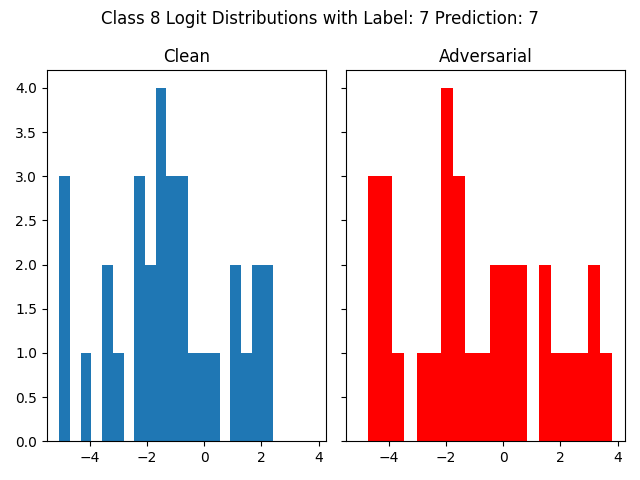 Class 8 Logit Distributions with Label: 7 Prediction: 7
Clean
Adversarial
4.0
3.5
3.0
2.5
2.0
1.5
1.0
0.5
0.0
−4 −2 0 2 4
−4 −2 0 2 4